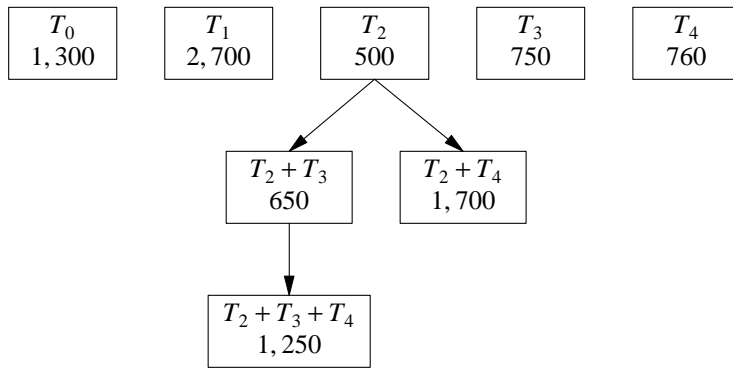 T₀
1,300
T₁
2,700
T₂
500
T₃
750
T₄
760
T₂ + T₃
650
T₂ + T₄
1,700
T₂ + T₃ + T₄
1,250